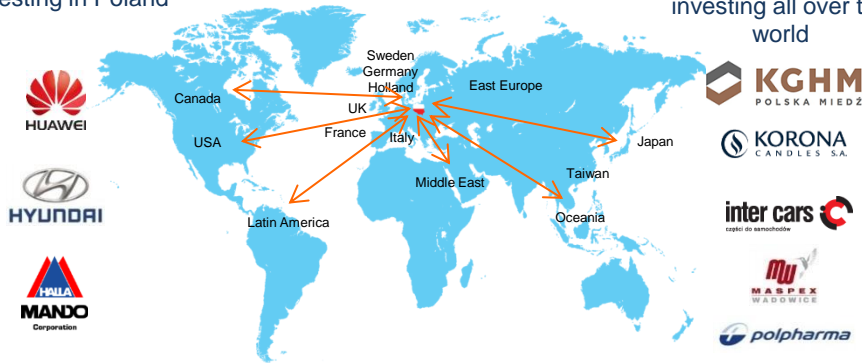 esting in Poland
investing all over t
world
HUAWEI
HYUNDAI
HALLA
MANDO
Corporation
Sweden
Germany
Holland
East Europe
Canada
UK
France
Italy
USA
Japan
Taiwan
Middle East
Oceania
Latin America
KGHM
POLSKA MIEDŹ
KORONA
CANDLES S.A.
inter cars
części do samochodów
MW
MASPEX
WADOWICE
polpharma